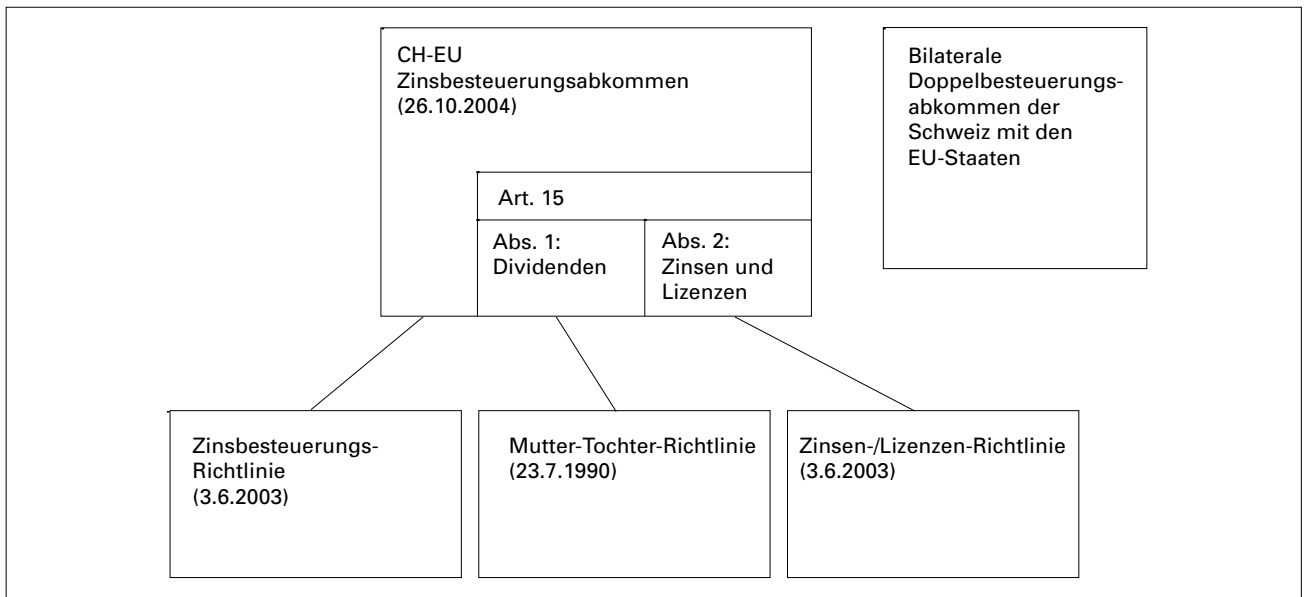 CH-EU
Zinsbesteuerungsabkommen
(26.10.2004)
Art. 15
Abs. 1:
Dividenden
Abs. 2:
Zinsen und
Lizenzen
Bilaterale
Doppelbesteuerungs-
abkommen der
Schweiz mit den
EU-Staaten
Zinsbesteuerungs-
Richtlinie
(3.6.2003)
Mutter-Tochter-Richtlinie
(23.7.1990)
Zinsen-/Lizenzen-Richtlinie
(3.6.2003)